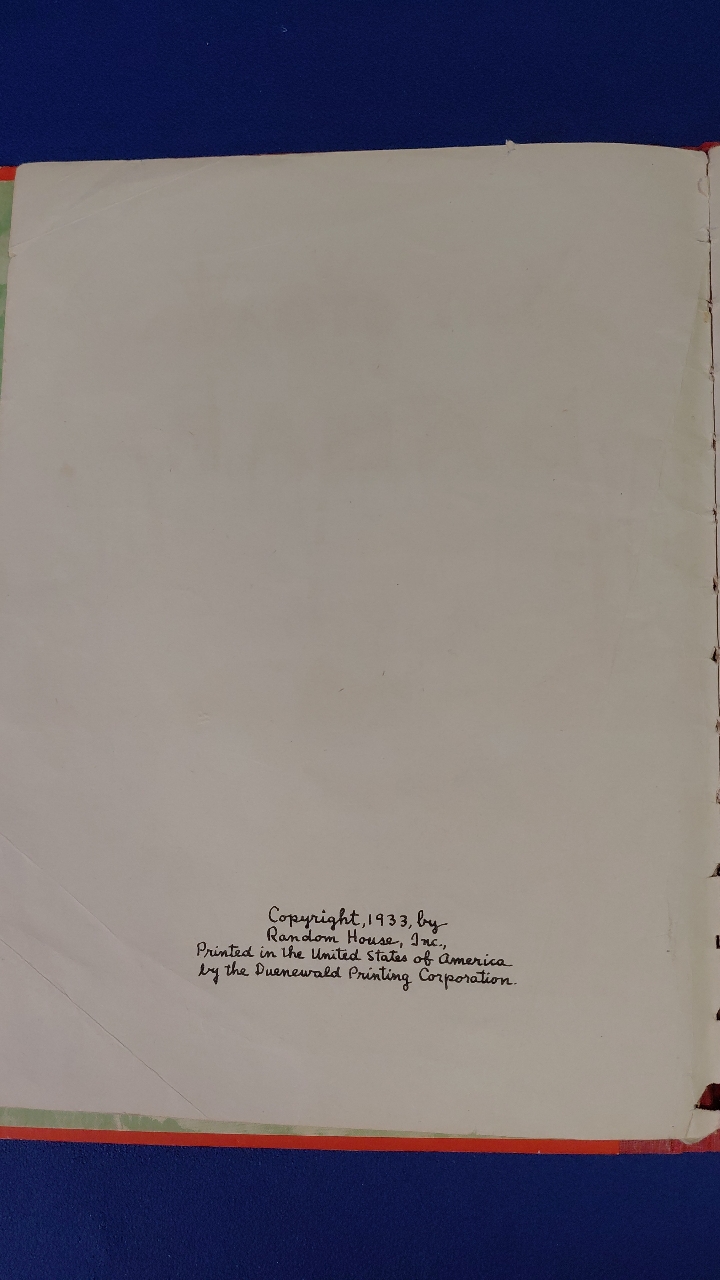 Copyright, 1933, by
Random House, Inc.,
Printed in the United States of America
by the Duenewald Printing Corporation.